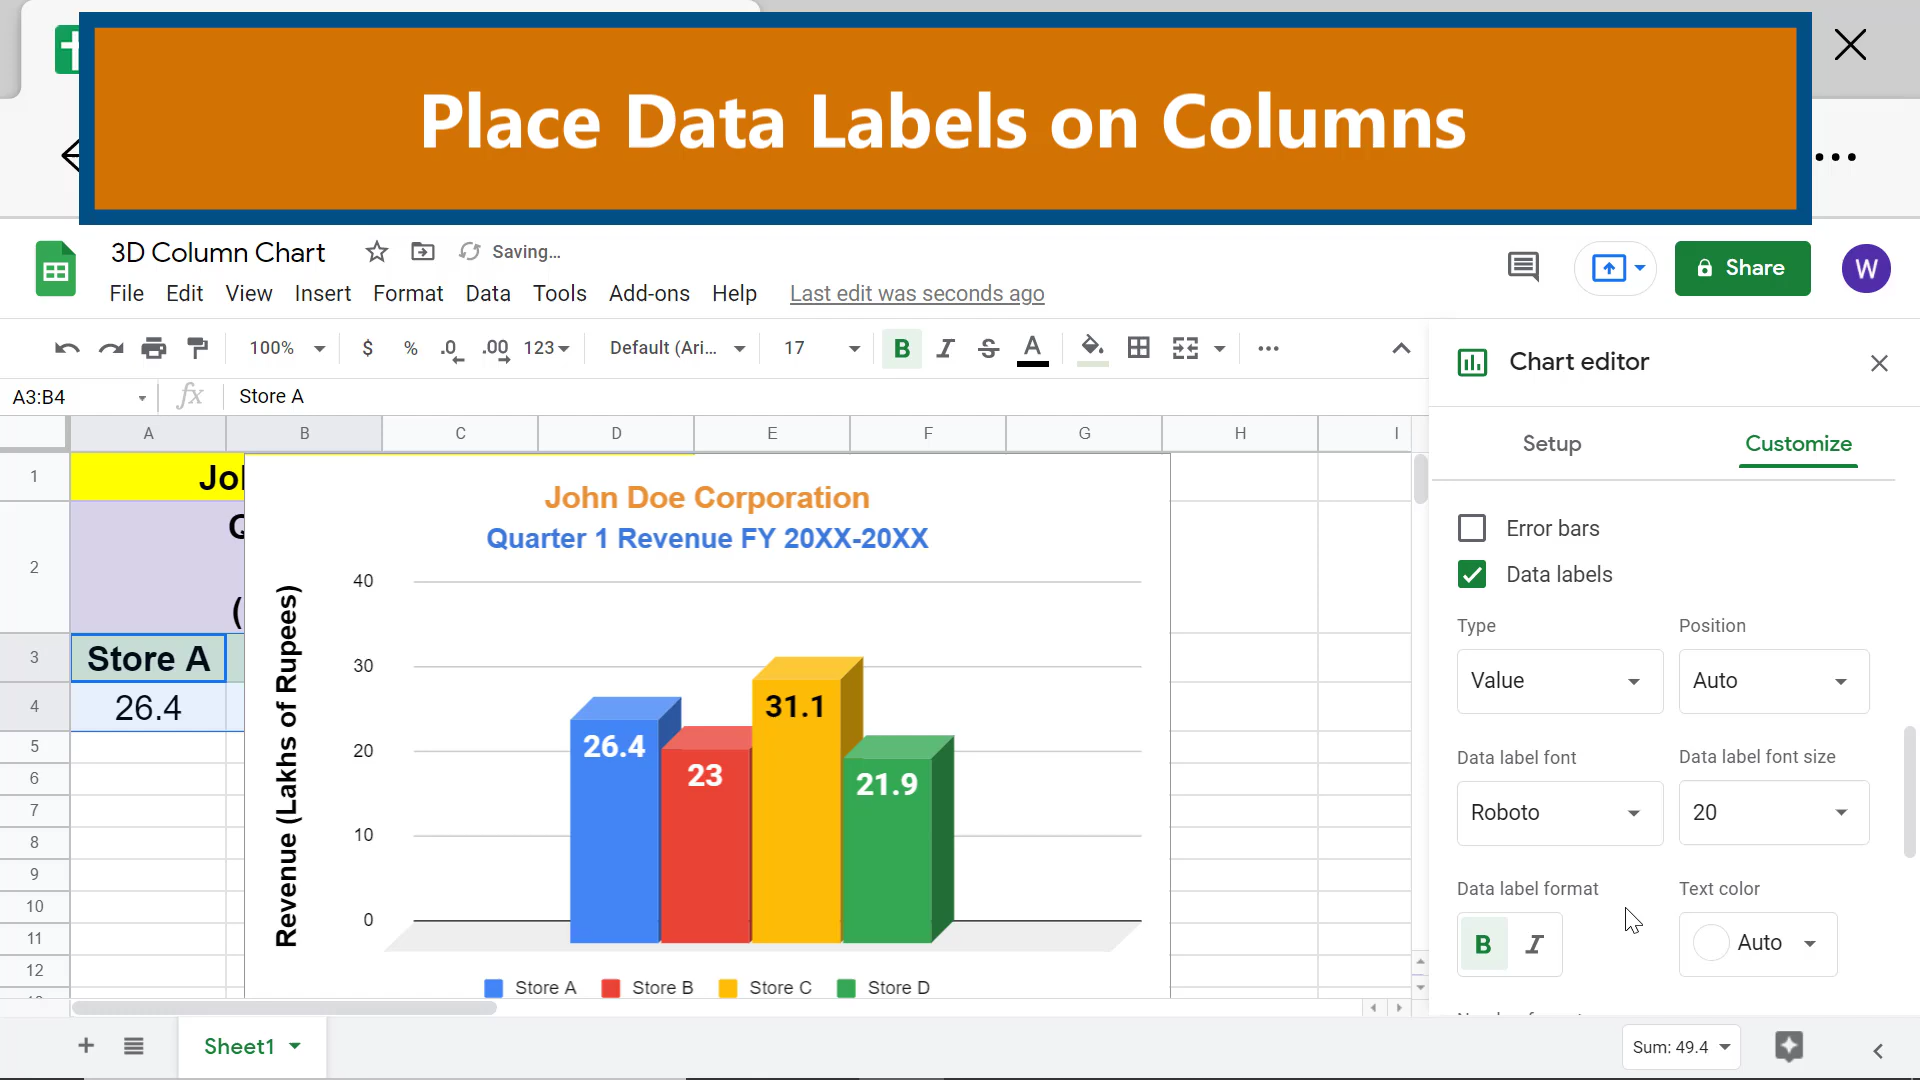 Place Data Labels on Columns
3D Column Chart
Saving...
File Edit View Insert Format Data Tools Add-ons Help Last edit was seconds ago
Share
W
100% $ % .0 .00 123 Default (Ari... 17 B I S A
Chart editor
A3:B4 fx Store A
Setup Customize
A B C D E F G H I
1 Joh
2 Q
(
3 Store A
4 26.4
5
6
7
8
9
10
11
12
John Doe Corporation
Quarter 1 Revenue FY 20XX-20XX
Revenue (Lakhs of Rupees)
40
30
20
10
0
26.4
23
31.1
21.9
Store A Store B Store C Store D
Error bars
Data labels
Type Position
Value Auto
Data label font Data label font size
Roboto 20
Data label format Text color
B I Auto
Sheet1
Sum: 49.4